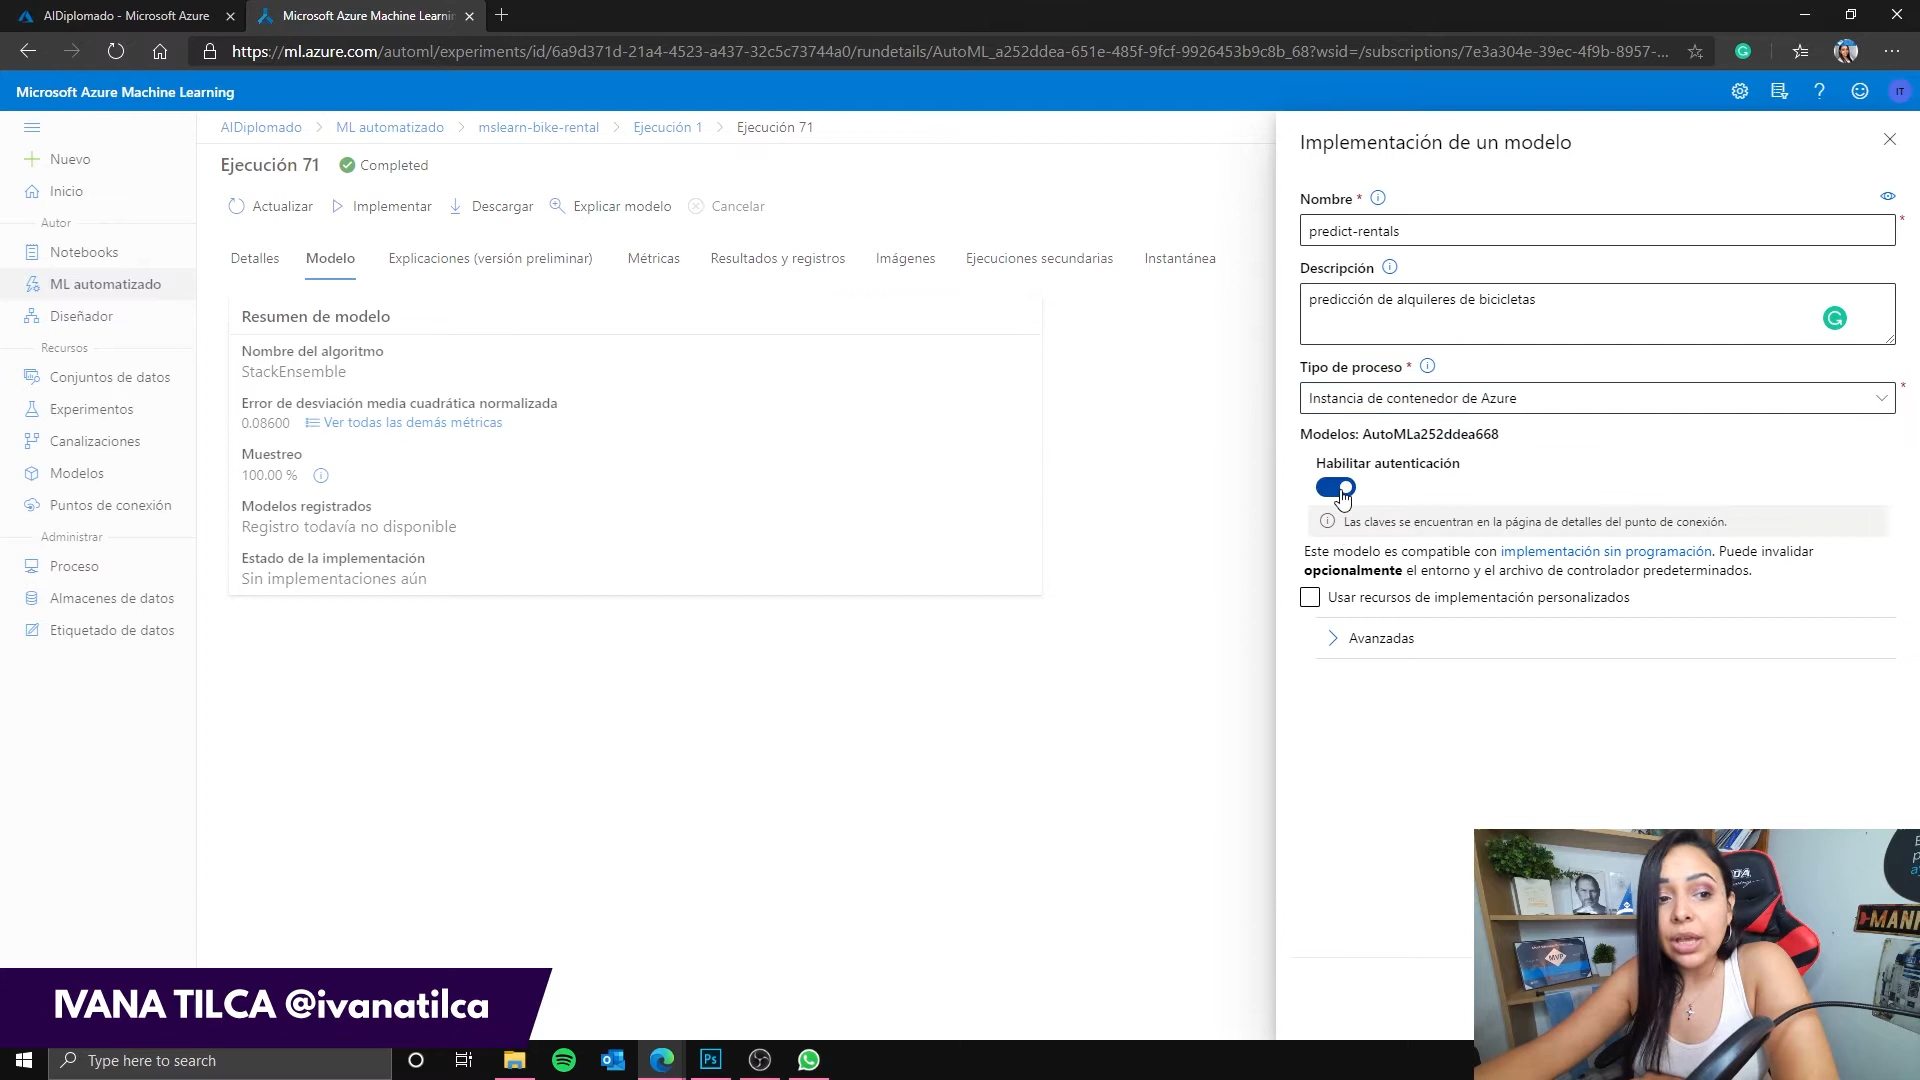 AIDiplomado - Microsoft Azure
Microsoft Azure Machine Learnin
https://ml.azure.com/automl/experiments/id/6a9d371d-21a4-4523-a437-32c5c73744a0/rundetails/AutoML_a252ddea-651e-485f-9fcf-9926453b9c8b_68?wsid=/subscriptions/7e3a304e-39ec-4f9b-8957-...
Microsoft Azure Machine Learning
IT
AIDiplomado > ML automatizado > mslearn-bike-rental > Ejecución 1 > Ejecución 71
Nuevo
Inicio
Autor
Notebooks
ML automatizado
Diseñador
Recursos
Conjuntos de datos
Experimentos
Canalizaciones
Modelos
Puntos de conexión
Administrar
Proceso
Almacenes de datos
Etiquetado de datos
Ejecución 71 Completed
Actualizar Implementar Descargar Explicar modelo Cancelar
Detalles Modelo Explicaciones (versión preliminar) Métricas Resultados y registros Imágenes Ejecuciones secundarias Instantánea
Resumen de modelo
Nombre del algoritmo
StackEnsemble
Error de desviación media cuadrática normalizada
0.08600 Ver todas las demás métricas
Muestreo
100.00 %
Modelos registrados
Registro todavía no disponible
Estado de la implementación
Sin implementaciones aún
Implementación de un modelo
Nombre *
predict-rentals
Descripción
predicción de alquileres de bicicletas
Tipo de proceso *
Instancia de contenedor de Azure
Modelos: AutoMLa252ddea668
Habilitar autenticación
Las claves se encuentran en la página de detalles del punto de conexión.
Este modelo es compatible con implementación sin programación. Puede invalidar
opcionalmente el entorno y el archivo de controlador predeterminados.
Usar recursos de implementación personalizados
Avanzadas
MVP
IVANA TILCA @ivanatilca
Type here to search
Ps